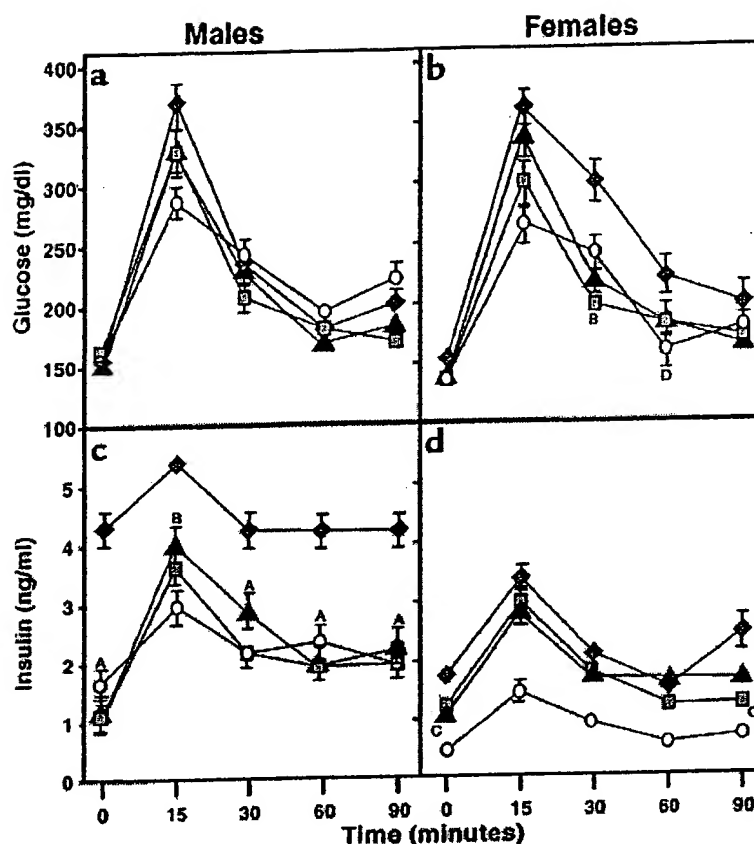 Males Females
a b
400
350
300
250
200
150
100
Glucose (mg/dl)
B
D
c d
5
4
3
2
1
0
Insulin (ng/ml)
A
B
A
A
A
C
C
0 15 30 60 90 0 15 30 60 90
Time (minutes)